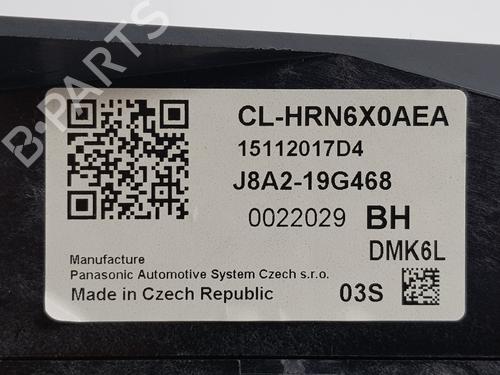 B-PARTS
CL-HRN6X0AEA
15112017D4
J8A2-19G468
0022029 BH
DMK6L
Manufacture
Panasonic Automotive System Czech s.r.o.
Made in Czech Republic 03S